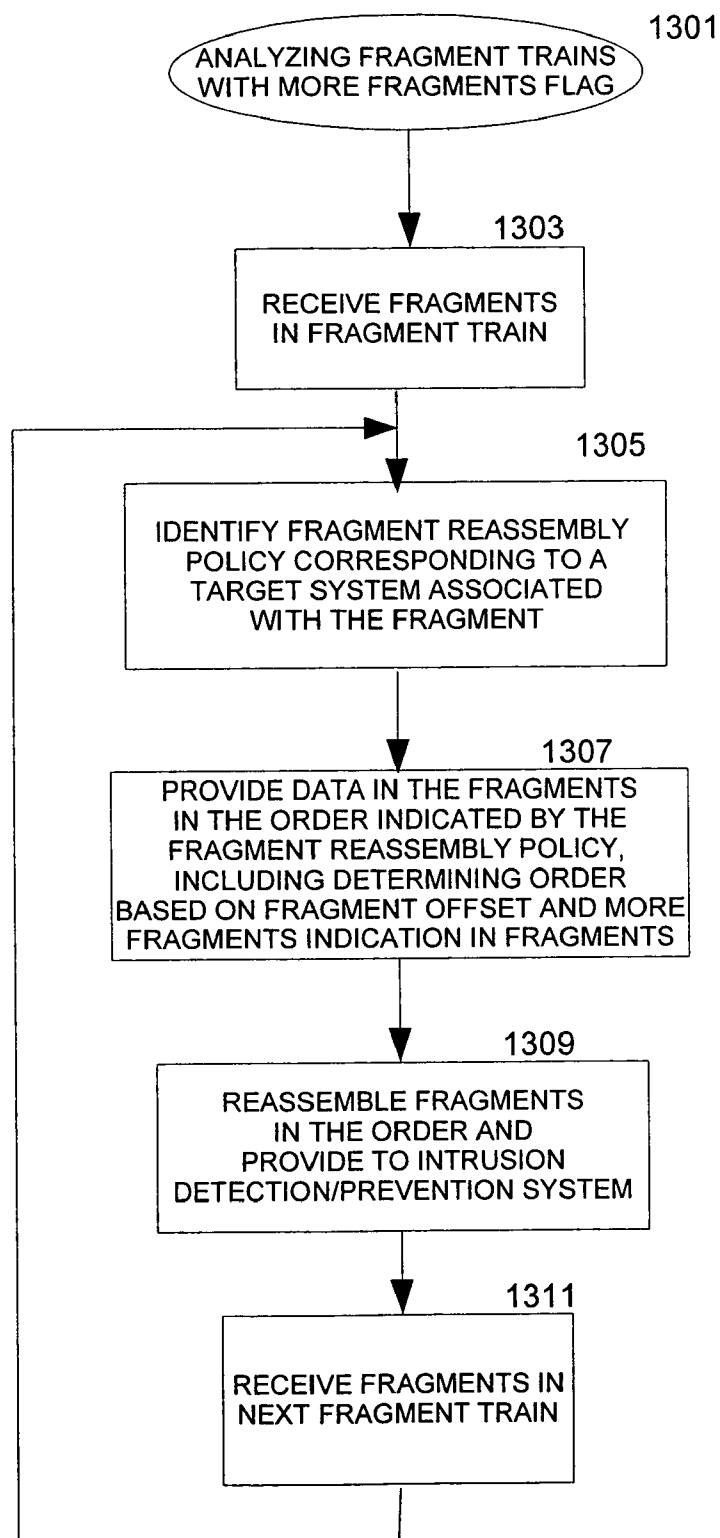 1301
ANALYZING FRAGMENT TRAINS
WITH MORE FRAGMENTS FLAG
1303
RECEIVE FRAGMENTS
IN FRAGMENT TRAIN
1305
IDENTIFY FRAGMENT REASSEMBLY
POLICY CORRESPONDING TO A
TARGET SYSTEM ASSOCIATED
WITH THE FRAGMENT
1307
PROVIDE DATA IN THE FRAGMENTS
IN THE ORDER INDICATED BY THE
FRAGMENT REASSEMBLY POLICY,
INCLUDING DETERMINING ORDER
BASED ON FRAGMENT OFFSET AND MORE
FRAGMENTS INDICATION IN FRAGMENTS
1309
REASSEMBLE FRAGMENTS
IN THE ORDER AND
PROVIDE TO INTRUSION
DETECTION/PREVENTION SYSTEM
1311
RECEIVE FRAGMENTS IN
NEXT FRAGMENT TRAIN